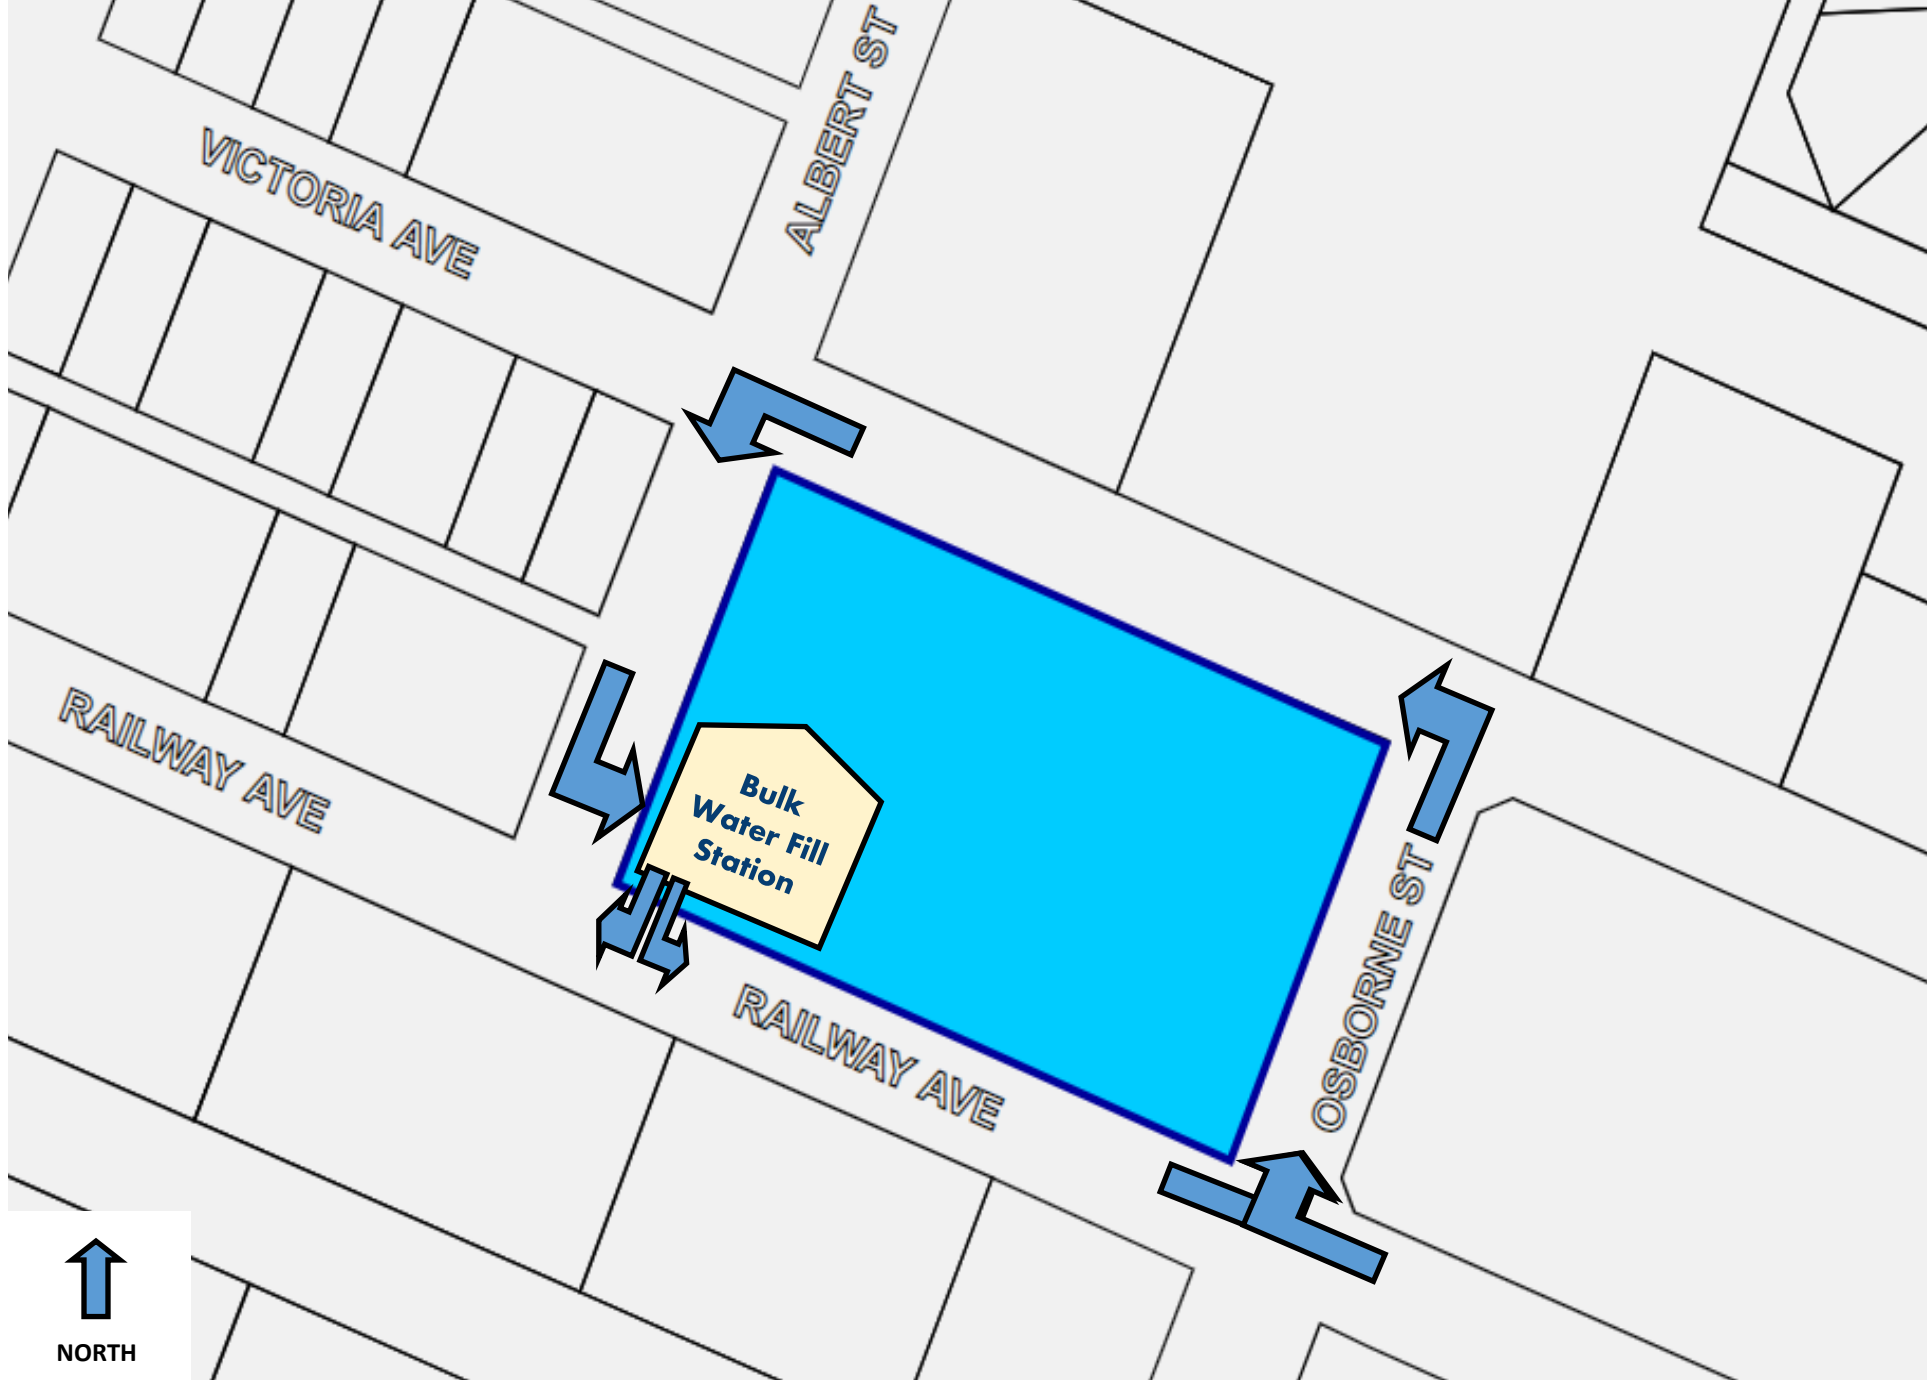 ALBERT ST
VICTORIA AVE
RAILWAY AVE
Bulk
Water Fill
Station
OSBORNE ST
RAILWAY AVE
NORTH